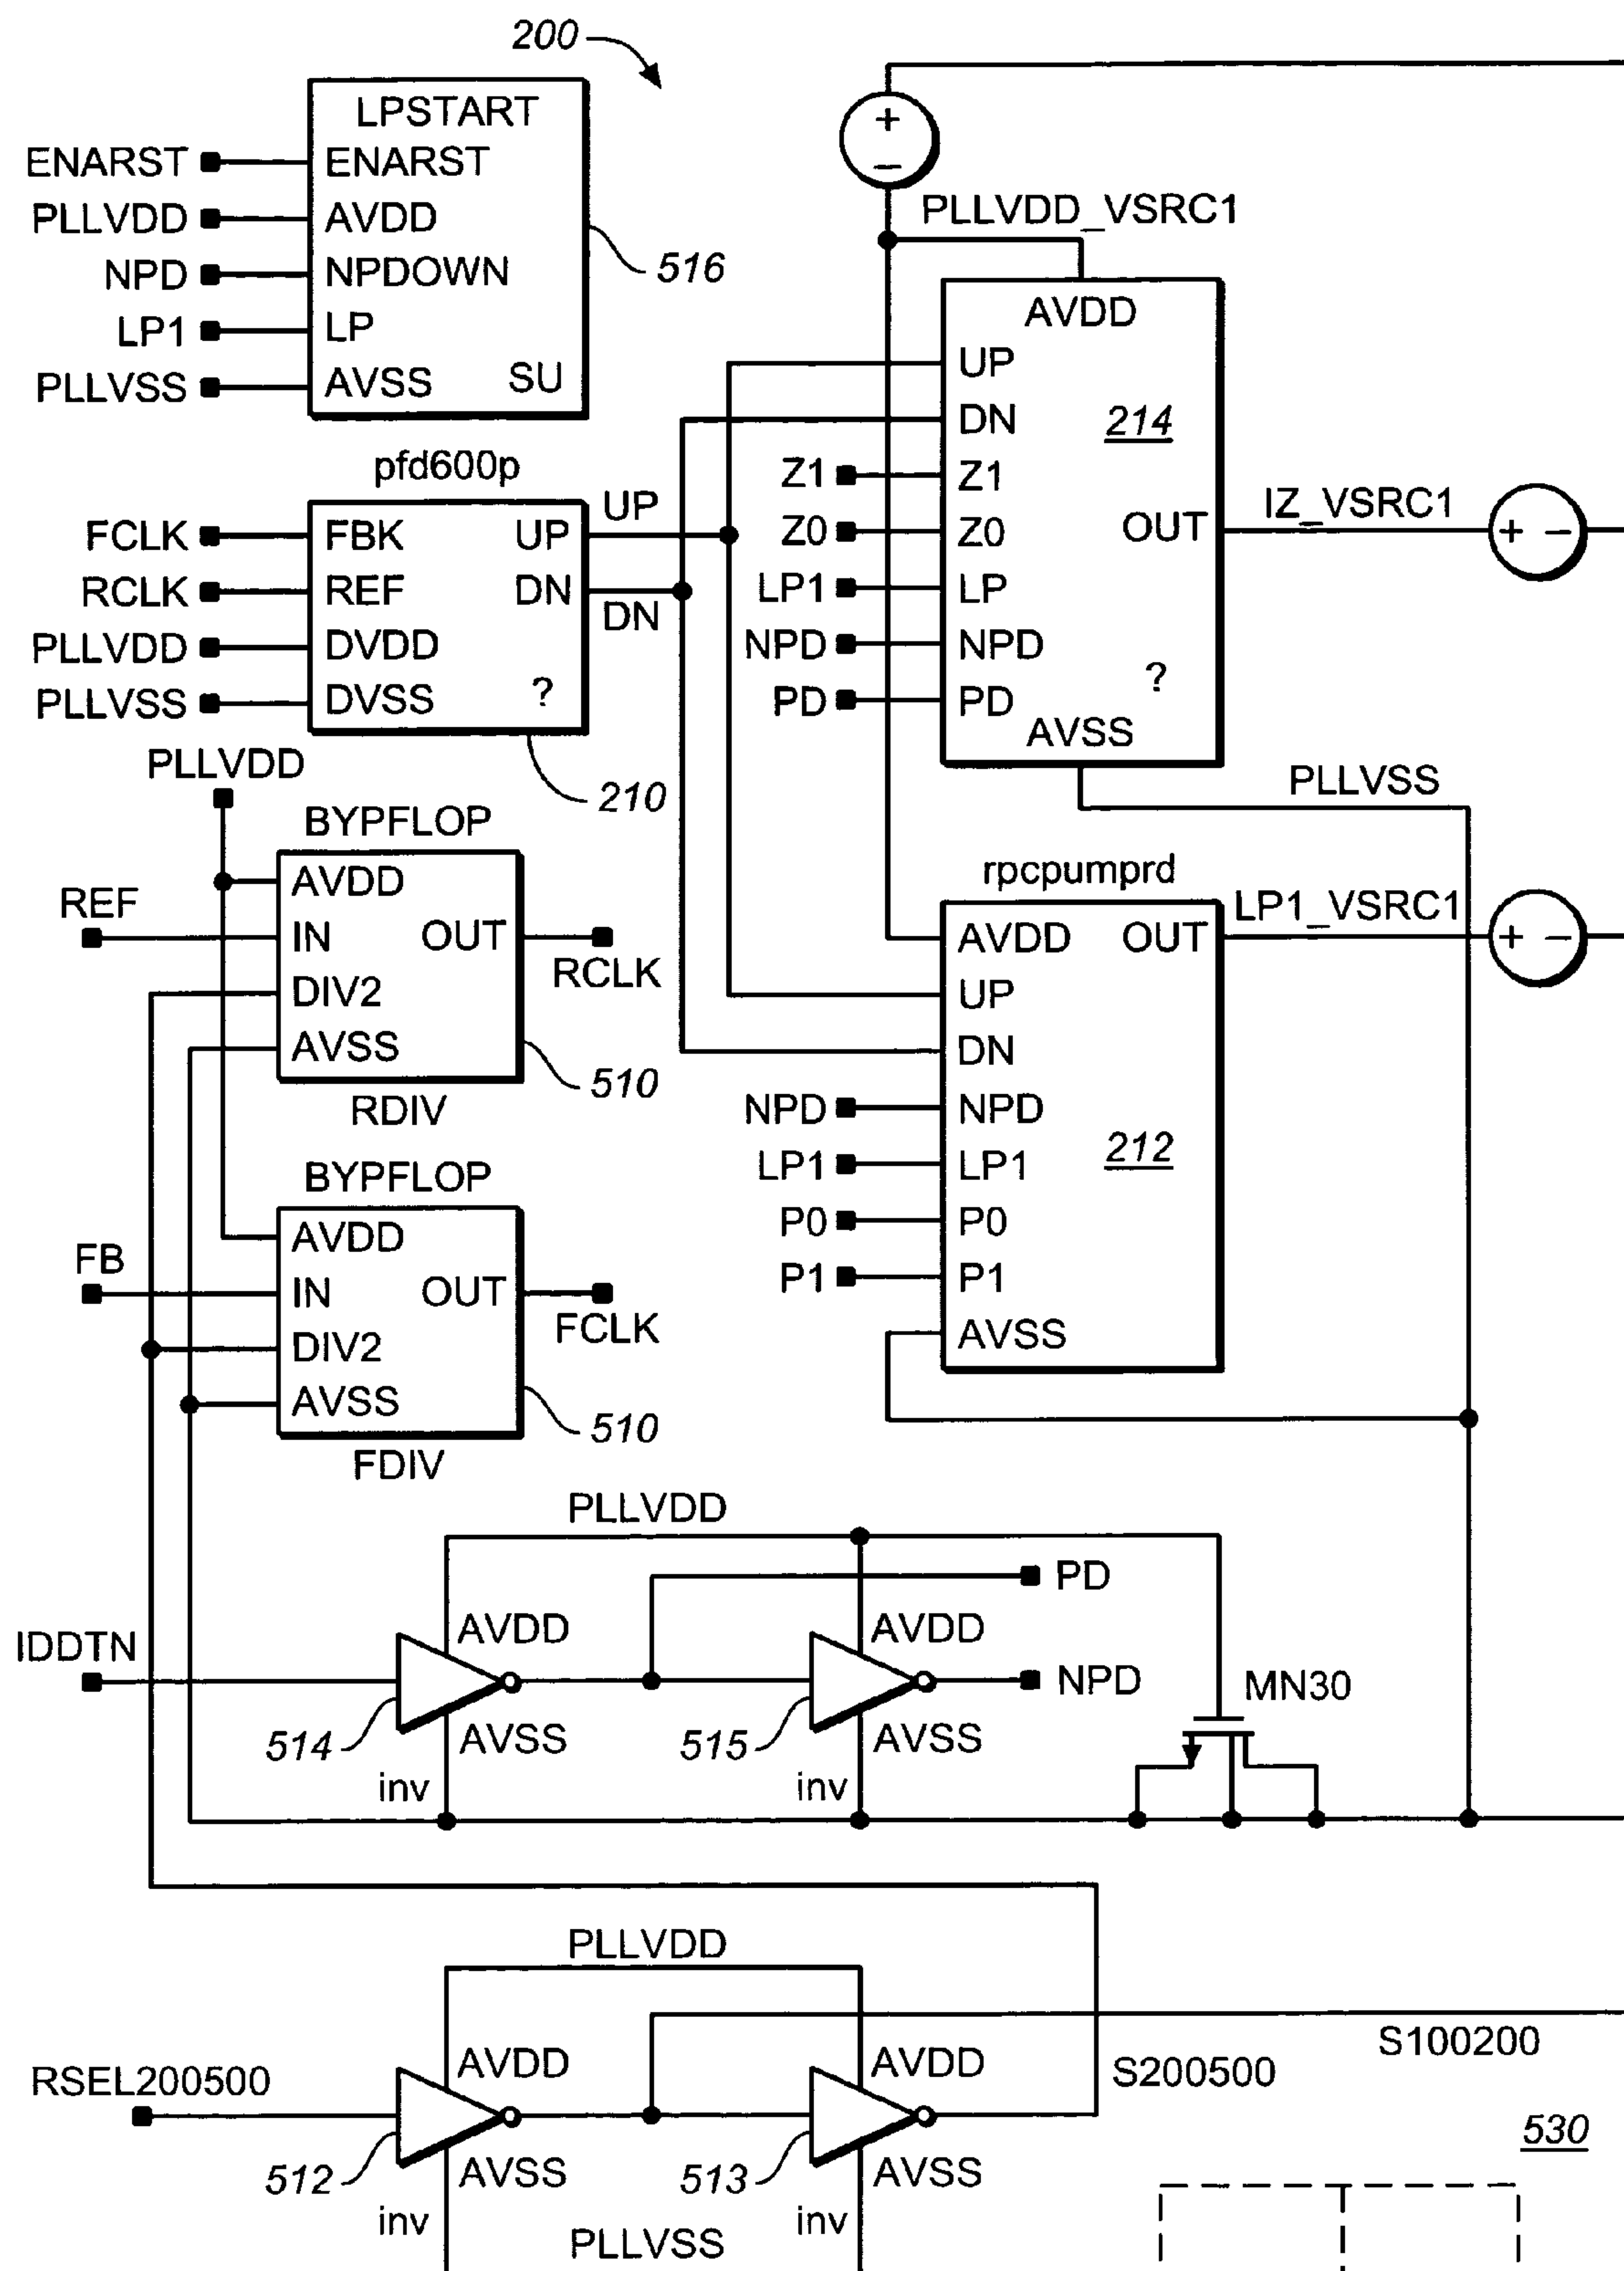 200
LPSTART
ENARST ENARST
PLLVDD AVDD
NPD NPDOWN
LP1 LP
PLLVSS AVSS SU
516
+
−
PLLVDD_VSRC1
AVDD
UP
DN
214
Z1 Z1
Z0 Z0
OUT
IZ_VSRC1
+ −
LP1 LP
NPD NPD
PD PD
?
AVSS
PLLVSS
pfd600p
FCLK FBK UP UP
RCLK REF DN DN
PLLVDD DVDD
PLLVSS DVSS ?
210
PLLVDD
BYPFLOP
AVDD
REF IN OUT
RCLK
DIV2
AVSS
510
RDIV
rpcpumprd
AVDD OUT
LP1_VSRC1
+ −
UP
DN
NPD NPD
212
LP1 LP1
P0 P0
P1 P1
AVSS
BYPFLOP
AVDD
FB IN OUT
FCLK
DIV2
AVSS
510
FDIV
PLLVDD
PD
IDDTN
AVDD
AVDD
NPD
MN30
514
AVSS
515
AVSS
inv
inv
PLLVDD
S100200
RSEL200500
AVDD
AVDD
S200500
530
512
AVSS
513
AVSS
inv
inv
PLLVSS